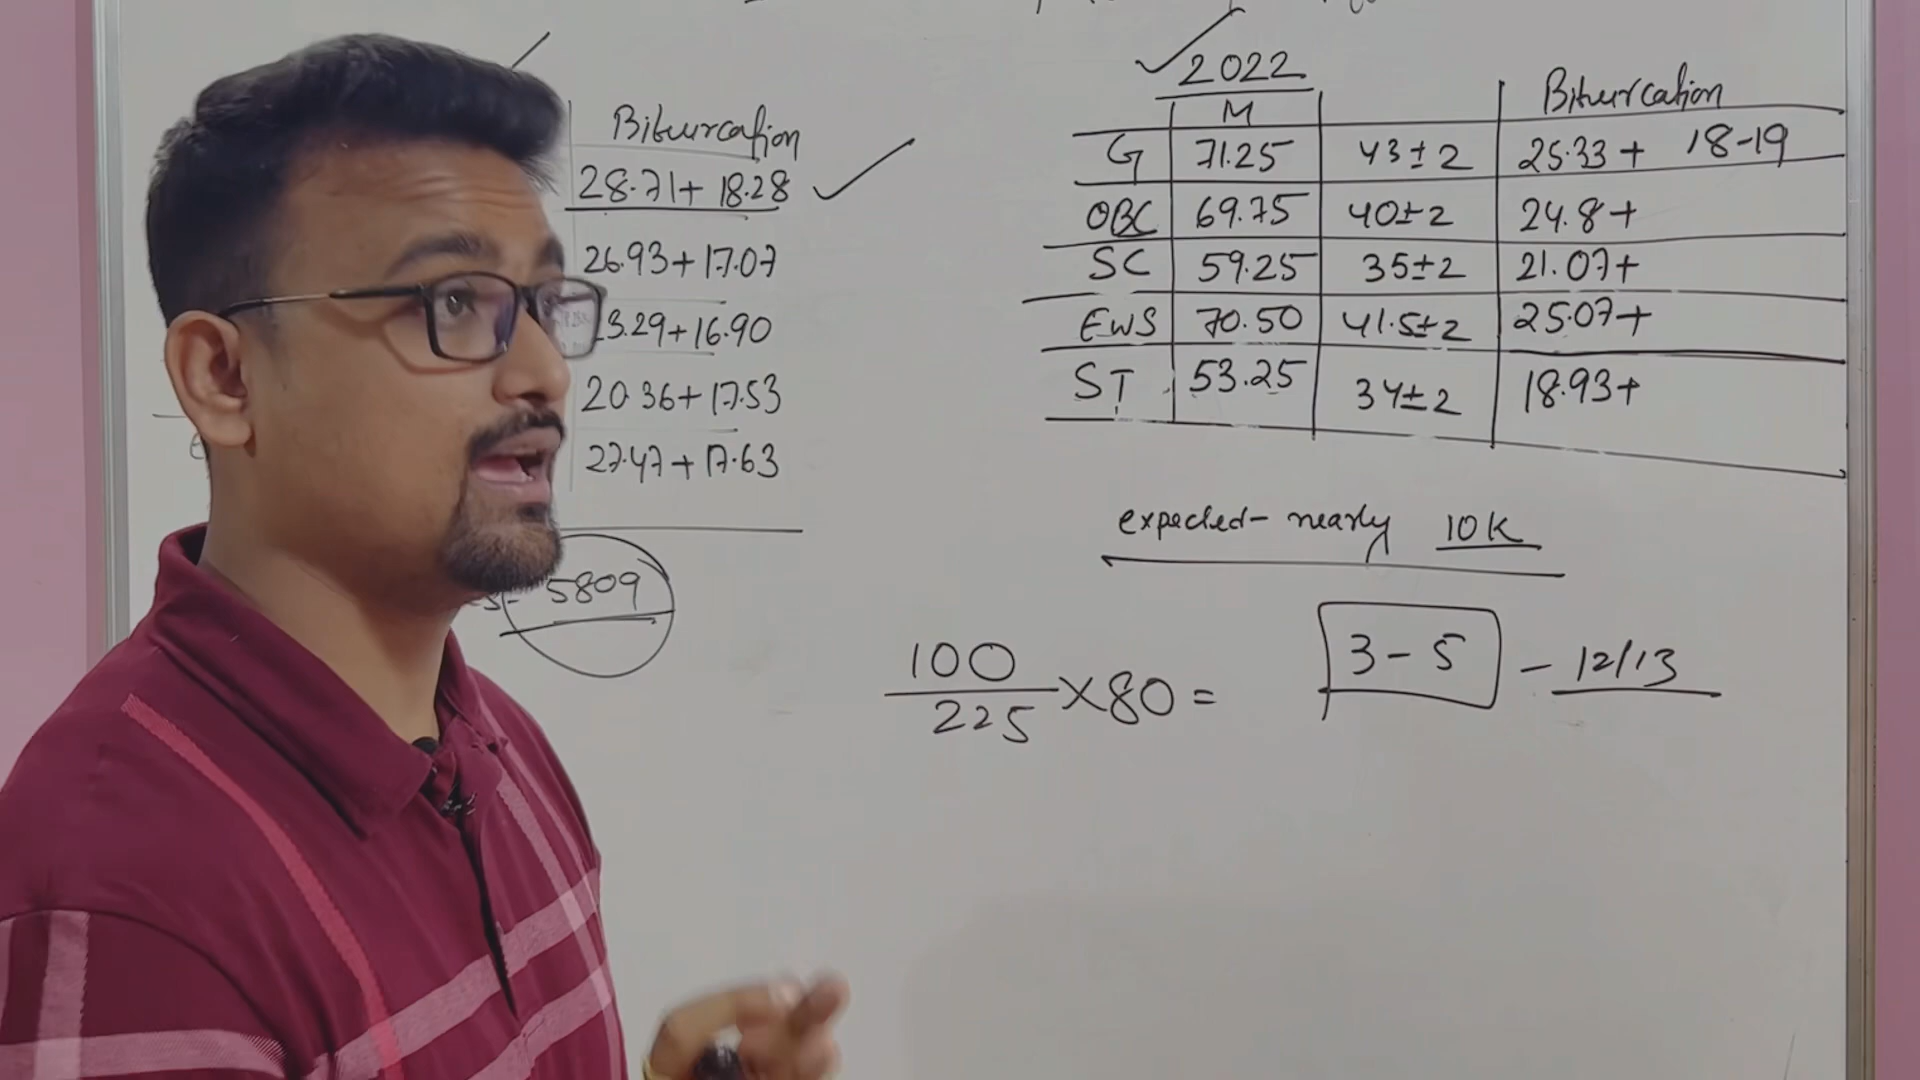 Bifurcation
28.71+ 18.28
26.93+17.07
3.29+16.90
20.36+17.53
27.47+17.63
5809
2022
M
Bifurcation
G 71.25 43±2 25.33+ 18-19
OBC 69.75 40±2 24.8+
SC 59.25 35±2 21.07+
EWS 70.50 41.5±2 25.07+
ST 53.25 34±2 18.93+
expected- nearly 10K
100
225 ×80 =
3-5 - 12/13